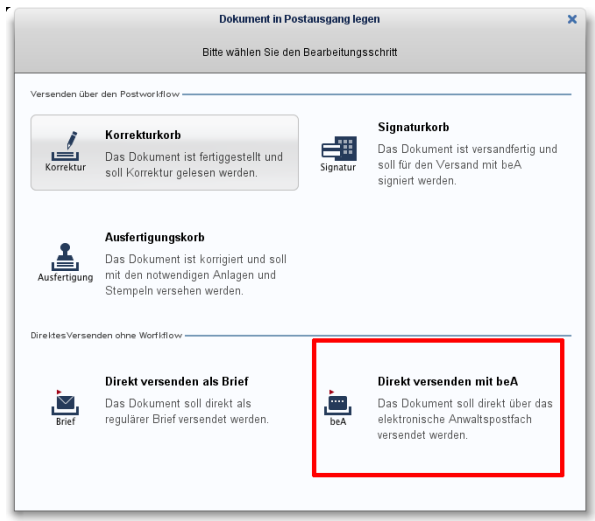 Dokument in Postausgang legen
Bitte wählen Sie den Bearbeitungsschritt
Versenden über den Postworkflow
Korrektur
Korrekturkorb
Das Dokument ist fertiggestellt und
soll Korrektur gelesen werden.
Signatur
Signaturkorb
Das Dokument ist versandfertig und
soll für den Versand mit beA
signiert werden.
Ausfertigung
Ausfertigungskorb
Das Dokument ist korrigiert und soll
mit den notwendigen Anlagen und
Stempeln versehen werden.
Direktes Versenden ohne Worfkflow
Brief
Direkt versenden als Brief
Das Dokument soll direkt als
regulärer Brief versendet werden.
beA
Direkt versenden mit beA
Das Dokument soll direkt über das
elektronische Anwaltspostfach
versendet werden.